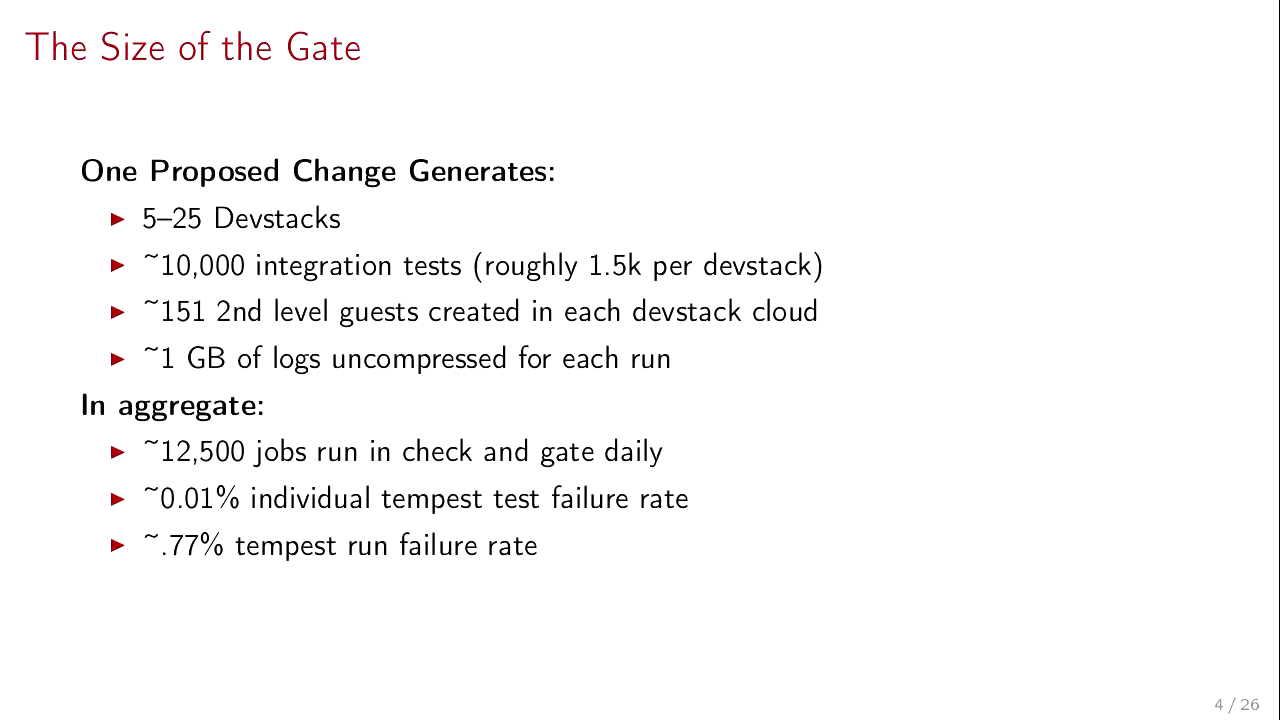 The Size of the Gate
One Proposed Change Generates:
▶ 5–25 Devstacks
▶ ~10,000 integration tests (roughly 1.5k per devstack)
▶ ~151 2nd level guests created in each devstack cloud
▶ ~1 GB of logs uncompressed for each run
In aggregate:
▶ ~12,500 jobs run in check and gate daily
▶ ~0.01% individual tempest test failure rate
▶ ~.77% tempest run failure rate
4 / 26